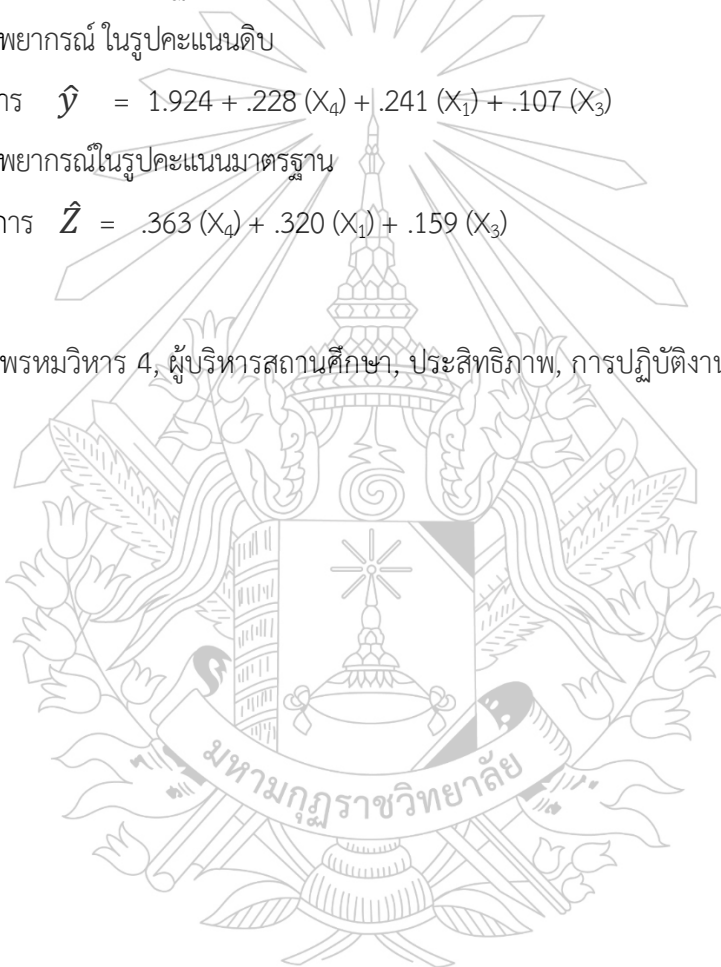 พยากรณ์ ในรูปคะแนนดิบ
การ ŷ = 1.924 + .228 (X₄) + .241 (X₁) + .107 (X₃)
พยากรณ์ในรูปคะแนนมาตรฐาน
การ Ẑ = .363 (X₄) + .320 (X₁) + .159 (X₃)
พรหมวิหาร 4, ผู้บริหารสถานศึกษา, ประสิทธิภาพ, การปฏิบัติงาน
มหามกุฏราชวิทยาลัย